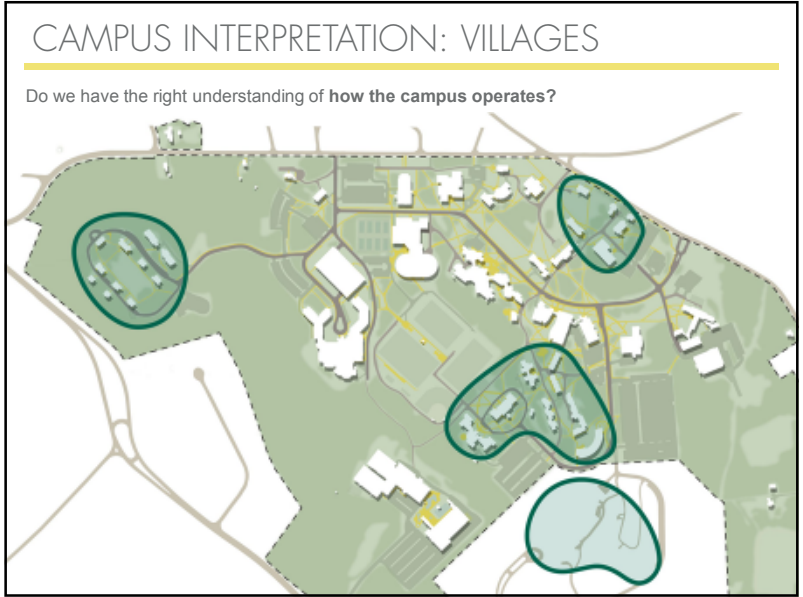 CAMPUS INTERPRETATION: VILLAGES
Do we have the right understanding of how the campus operates?